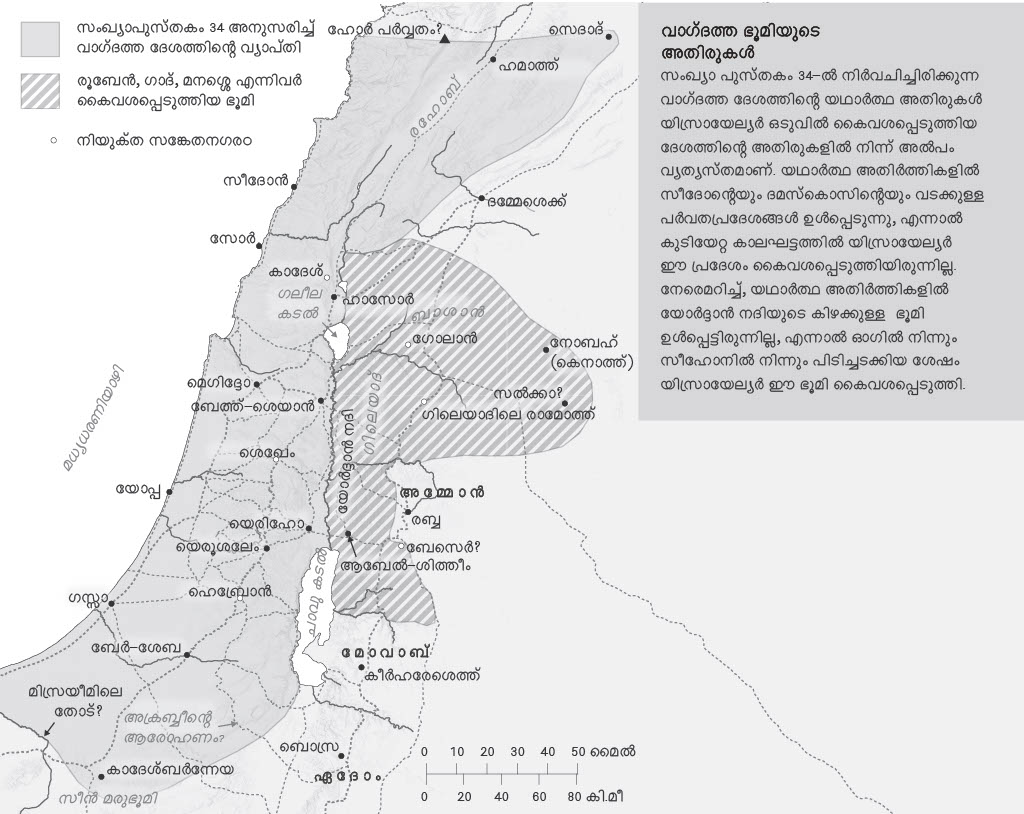 സംഖ്യാപുസ്തകം 34 അനുസരിച്ച്
വാഗ്ദത്ത ദേശത്തിന്റെ വ്യാപ്തി
രൂബേൻ, ഗാദ്, മനശ്ശെ എന്നിവർ
കൈവശപ്പെടുത്തിയ ഭൂമി
നിയുക്ത സങ്കേതനഗരഠ
വാഗ്ദത്ത ഭൂമിയുടെ
അതിരുകൾ
സംഖ്യാ പുസ്തകം 34-ൽ നിർവചിച്ചിരിക്കുന്ന
വാഗ്ദത്ത ദേശത്തിന്റെ യഥാർത്ഥ അതിരുകൾ
യിസ്രായേല്യർ ഒടുവിൽ കൈവശപ്പെടുത്തിയ
ദേശത്തിന്റെ അതിരുകളിൽ നിന്ന് അൽപം
വ്യത്യസ്തമാണ്. യഥാർത്ഥ അതിർത്തികളിൽ
സീദോന്റെയും ദമസ്കൊസിന്റെയും വടക്കുള്ള
പർവതപ്രദേശങ്ങൾ ഉൾപ്പെടുന്നു, എന്നാൽ
കുടിയേറ്റ കാലഘട്ടത്തിൽ യിസ്രായേല്യർ
ഈ പ്രദേശം കൈവശപ്പെടുത്തിയിരുന്നില്ല.
നേരെമറിച്ച്, യഥാർത്ഥ അതിർത്തികളിൽ
യോർദ്ദാൻ നദിയുടെ കിഴക്കുള്ള ഭൂമി
ഉൾപ്പെട്ടിരുന്നില്ല, എന്നാൽ ഓഗിൽ നിന്നും
സീഹോനിൽ നിന്നും പിടിച്ചടക്കിയ ശേഷം
യിസ്രായേല്യർ ഈ ഭൂമി കൈവശപ്പെടുത്തി.
ഹോർ പർവ്വതം?
സെദാദ്
ഹമാത്ത്
രഹോബ്
സീദോൻ
ദമ്മേശെക്ക്
സോർ
കാദേശ്
ഗലീല
കടൽ
ഹാസോർ
ബാശാൻ
ഗോലാൻ
നോബഹ്
(കെനാത്ത്)
മെഗിദ്ദോ
ബേത്ത്-ശെയാൻ
സൽക്കാ?
ഗിലെയാദിലെ രാമോത്ത്
ഗിലെയാദ്
മധ്യധരണിയാഴി
യോർദ്ദാൻ നദി
ശെഖേം
യോപ്പ
അമ്മോൻ
രബ്ബ
യെരിഹോ
യെരൂശലേം
ബേസെർ?
ആബേൽ-ശിത്തീം
ഹെബ്രോൻ
ഗസ്സാ
ചാവു കടൽ
ബേർ-ശേബ
മോവാബ്
കീർഹരേശെത്ത്
മിസ്രയീമിലെ
തോട്?
അക്രബ്ബീന്റെ
ആരോഹണം?
ബൊസ്ര
ഏദോം
കാദേശ്ബർന്നേയ
സീൻ മരുഭൂമി
0 10 20 30 40 50 മൈൽ
0 20 40 60 80 കി.മീ